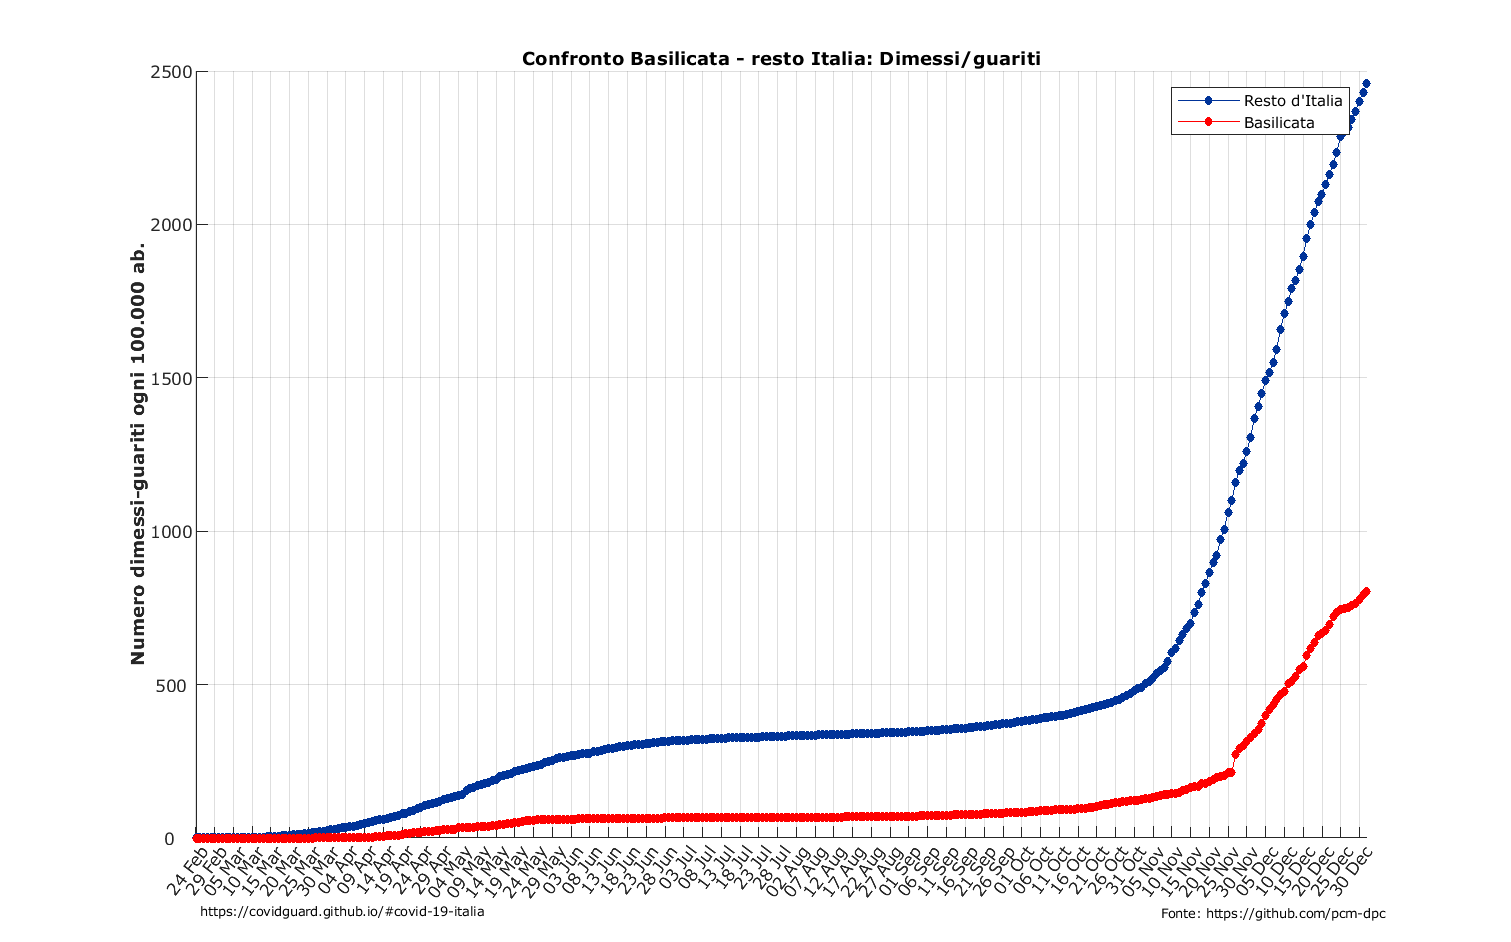 Confronto Basilicata - resto Italia: Dimessi/guariti
Resto d'Italia
Basilicata
Numero dimessi-guariti ogni 100.000 ab.
2500
2000
1500
1000
500
0
24 Feb
29 Feb
05 Mar
10 Mar
15 Mar
20 Mar
25 Mar
30 Mar
04 Apr
09 Apr
14 Apr
19 Apr
24 Apr
29 Apr
04 May
09 May
14 May
19 May
24 May
29 May
03 Jun
08 Jun
13 Jun
18 Jun
23 Jun
28 Jun
03 Jul
08 Jul
13 Jul
18 Jul
23 Jul
28 Jul
02 Aug
07 Aug
12 Aug
17 Aug
22 Aug
27 Aug
01 Sep
06 Sep
11 Sep
16 Sep
21 Sep
26 Sep
01 Oct
06 Oct
11 Oct
16 Oct
21 Oct
26 Oct
31 Oct
05 Nov
10 Nov
15 Nov
20 Nov
25 Nov
30 Nov
05 Dec
10 Dec
15 Dec
20 Dec
25 Dec
30 Dec
https://covidguard.github.io/#covid-19-italia
Fonte: https://github.com/pcm-dpc